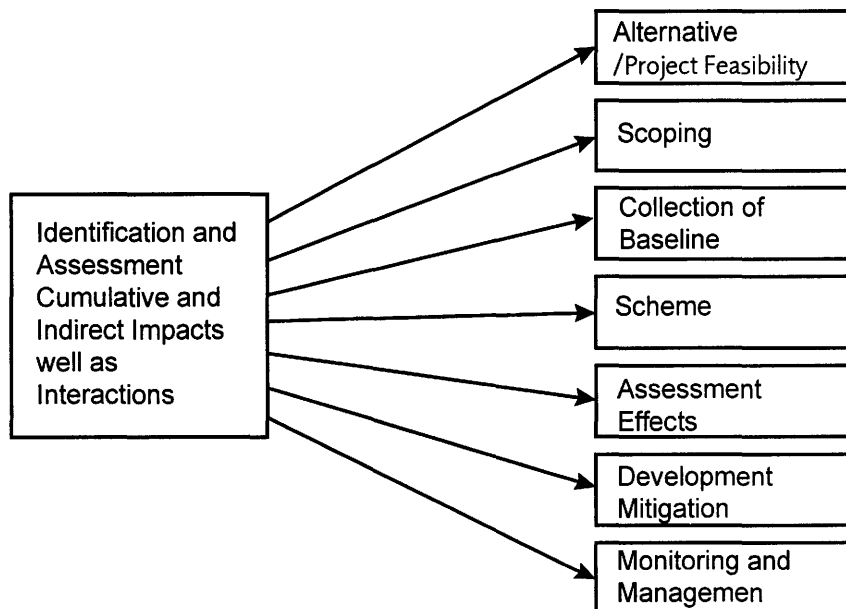 Identification and
Assessment
Cumulative and
Indirect Impacts
well as
Interactions
Alternative
/Project Feasibility
Scoping
Collection of
Baseline
Scheme
Assessment
Effects
Development
Mitigation
Monitoring and
Managemen